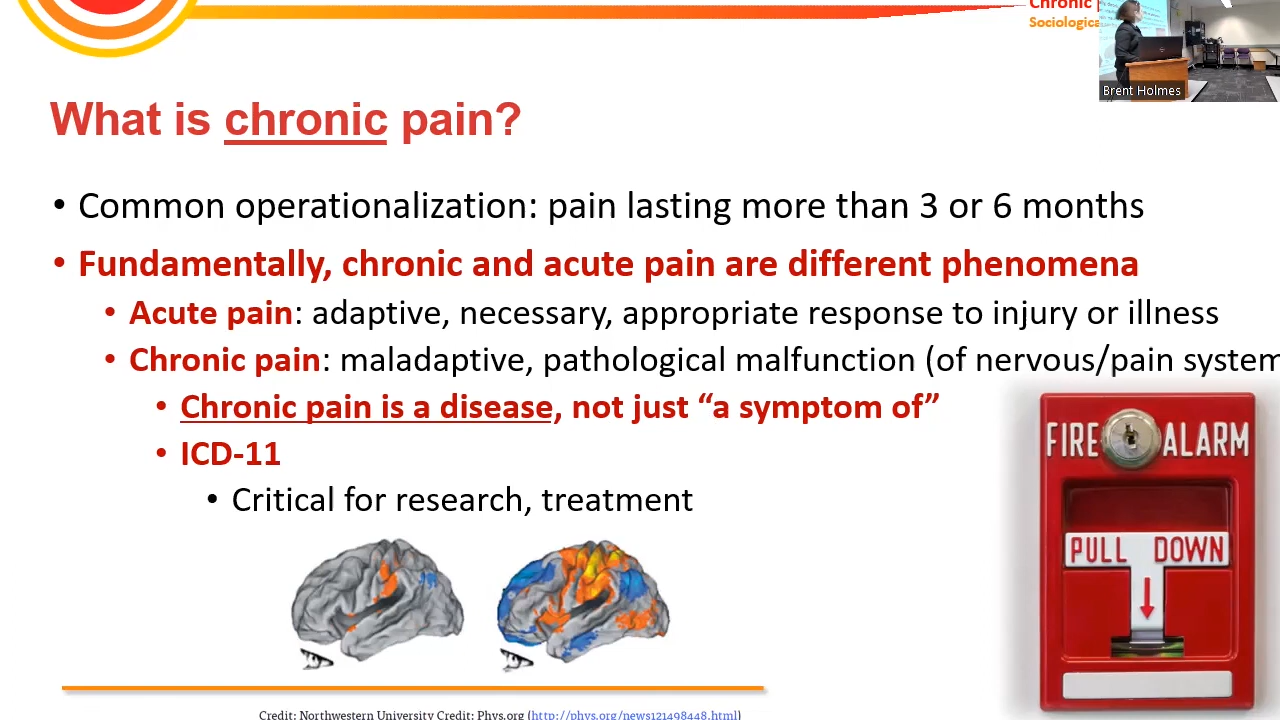 Chronic
Sociologica
Brent Holmes
What is chronic pain?
• Common operationalization: pain lasting more than 3 or 6 months
• Fundamentally, chronic and acute pain are different phenomena
• Acute pain: adaptive, necessary, appropriate response to injury or illness
• Chronic pain: maladaptive, pathological malfunction (of nervous/pain system
• Chronic pain is a disease, not just “a symptom of”
• ICD-11
• Critical for research, treatment
FIRE ALARM
PULL DOWN
Credit: Northwestern University Credit: Phys.org (http://phys.org/news121498448.html)